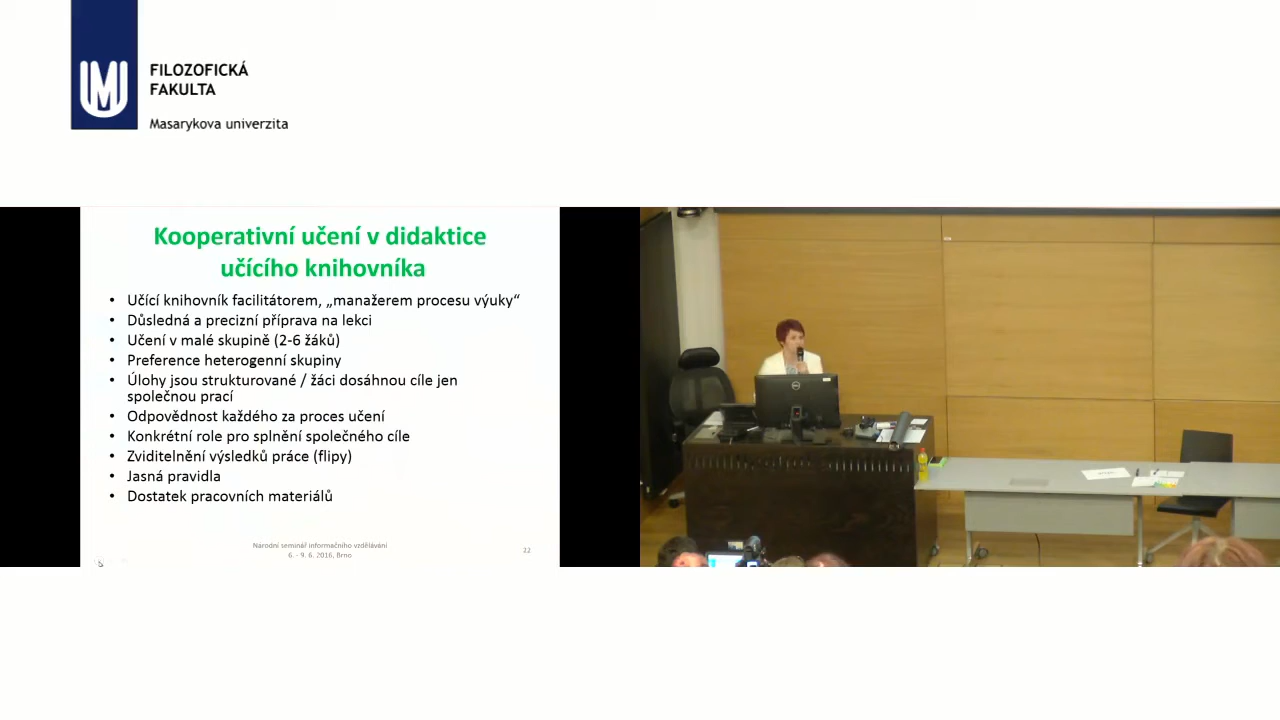 FILOZOFICKÁ
FAKULTA
Masarykova univerzita
Kooperativní učení v didaktice
učícího knihovníka
• Učící knihovník facilitátorem, „manažerem procesu výuky“
• Důsledná a precizní příprava na lekci
• Učení v malé skupině (2-6 žáků)
• Preference heterogenní skupiny
• Úlohy jsou strukturované / žáci dosáhnou cíle jen
společnou prací
• Odpovědnost každého za proces učení
• Konkrétní role pro splnění společného cíle
• Zviditelnění výsledků práce (flipy)
• Jasná pravidla
• Dostatek pracovních materiálů
Narodní seminář informačního vzdělávání
6. - 9. 6. 2016, Brno
22